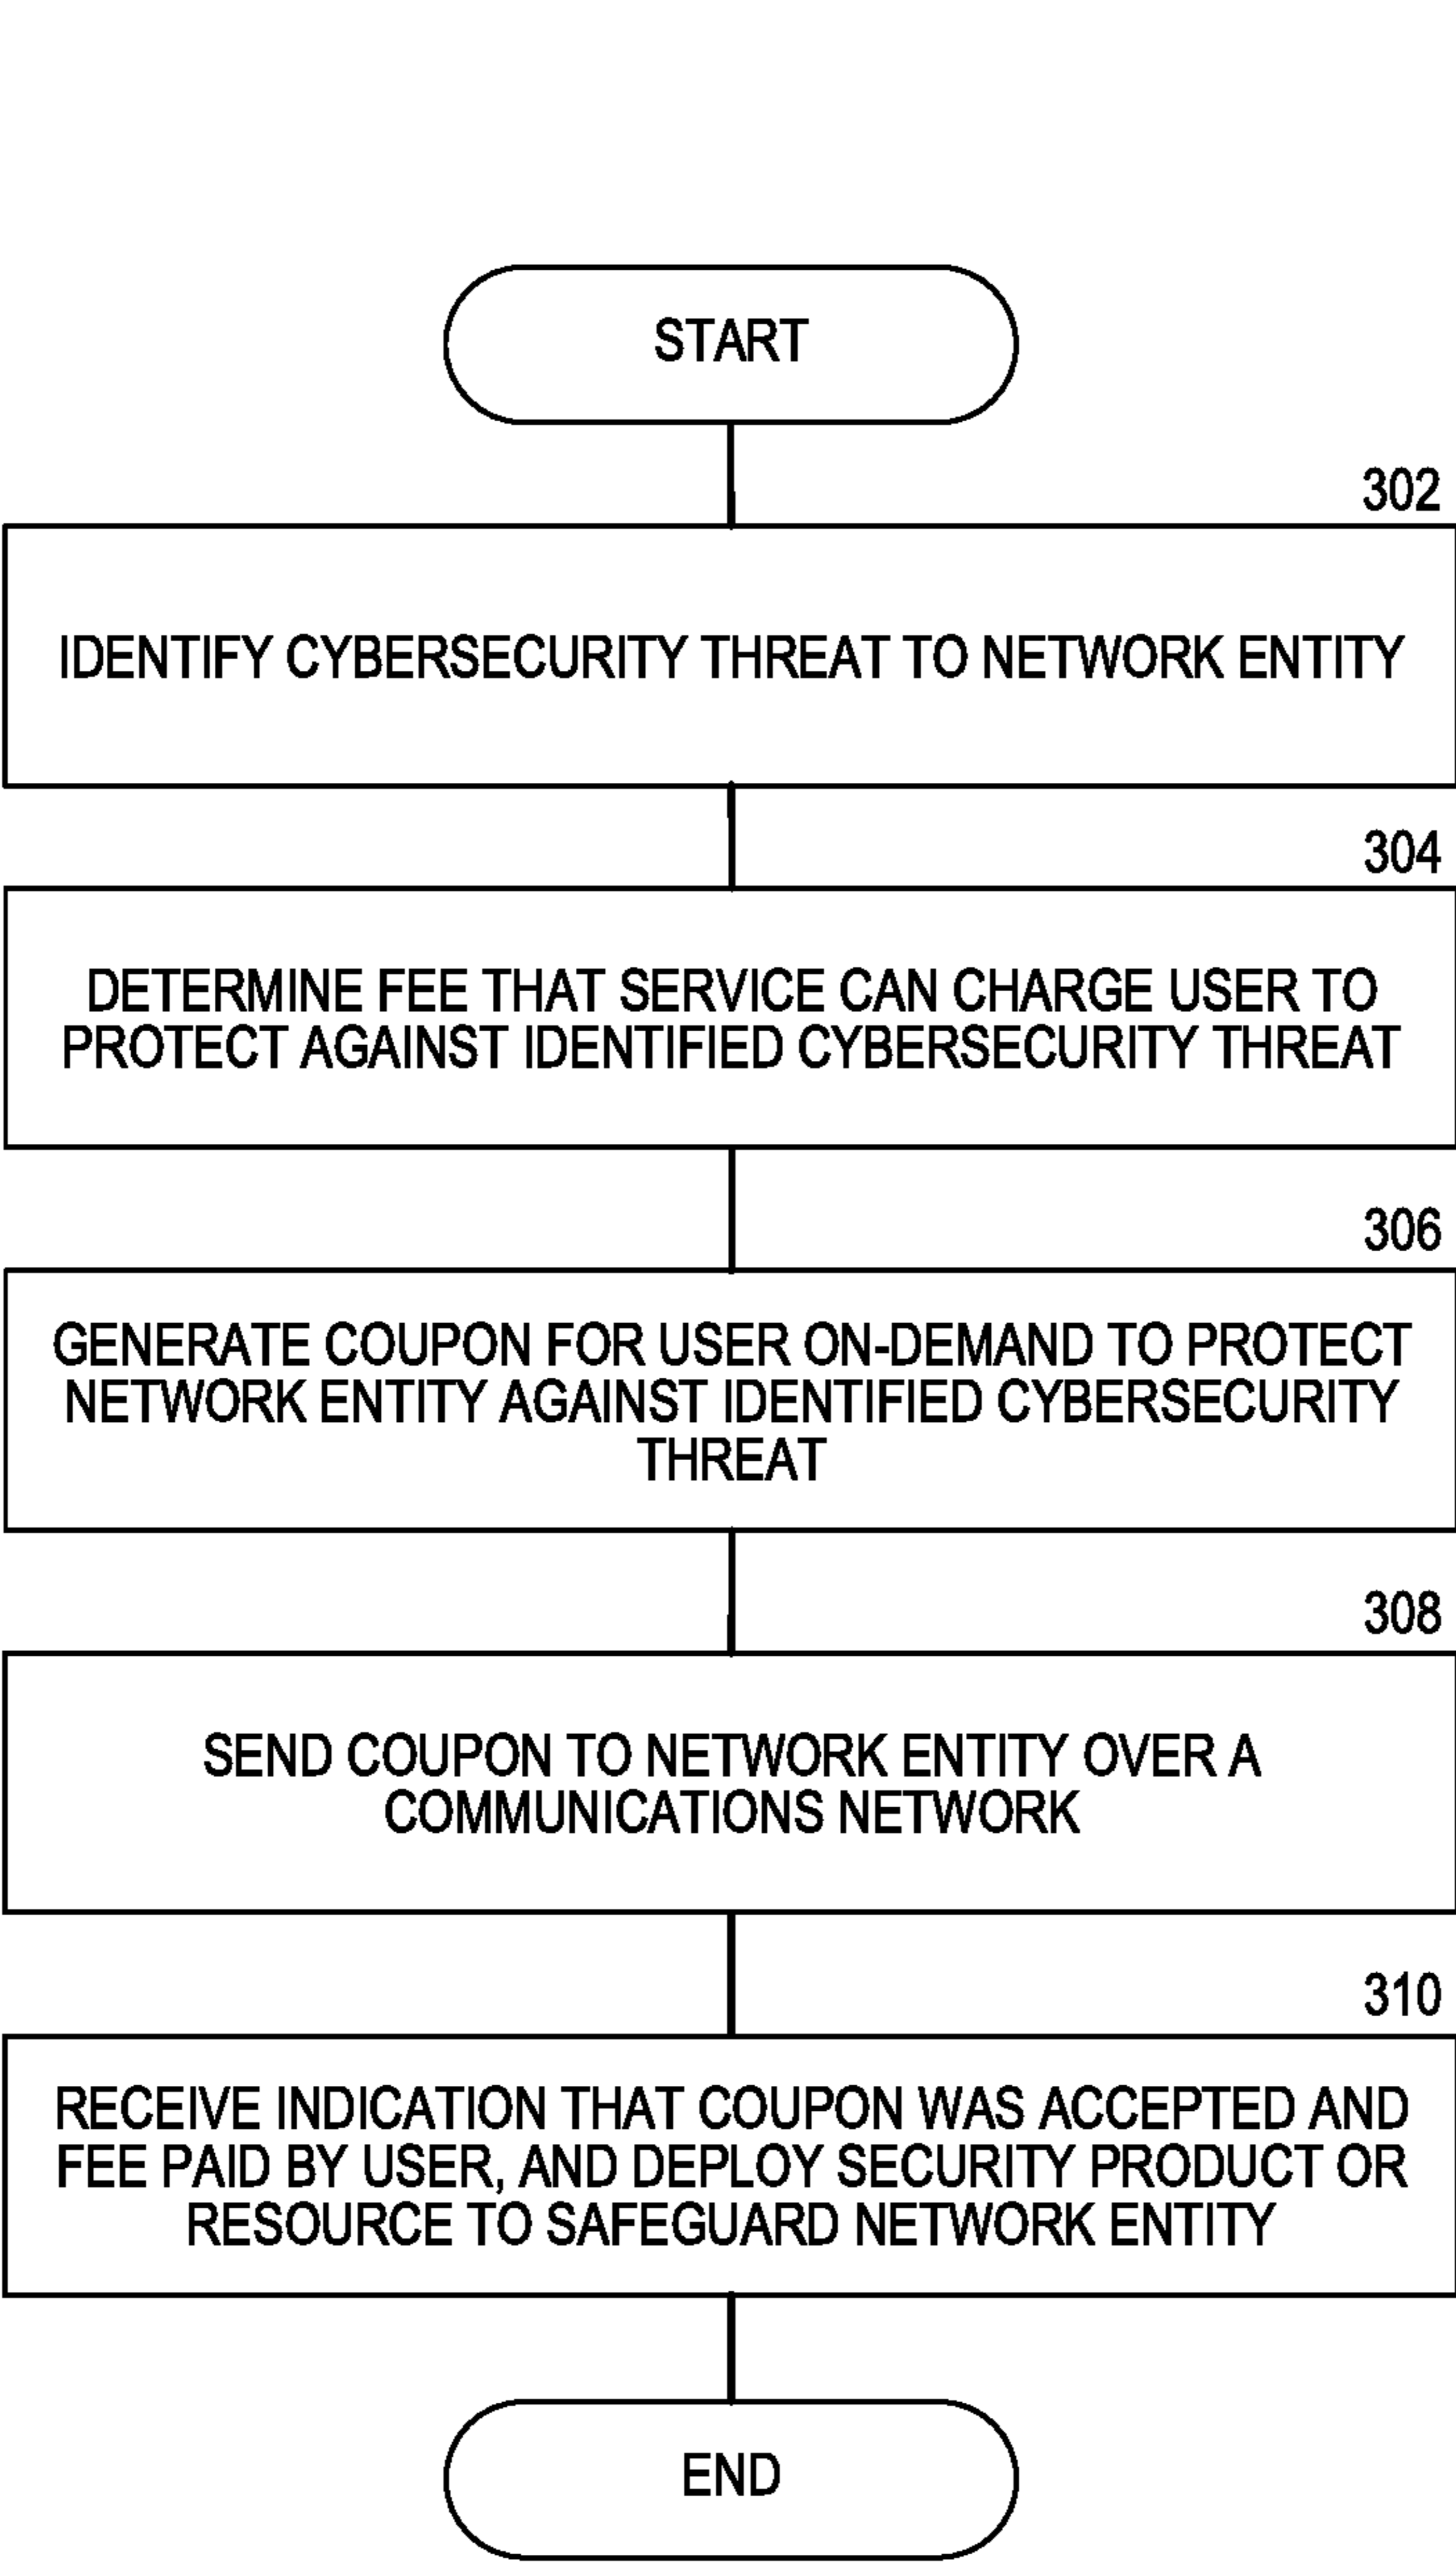 START
302
IDENTIFY CYBERSECURITY THREAT TO NETWORK ENTITY
304
DETERMINE FEE THAT SERVICE CAN CHARGE USER TO
PROTECT AGAINST IDENTIFIED CYBERSECURITY THREAT
306
GENERATE COUPON FOR USER ON-DEMAND TO PROTECT
NETWORK ENTITY AGAINST IDENTIFIED CYBERSECURITY
THREAT
308
SEND COUPON TO NETWORK ENTITY OVER A
COMMUNICATIONS NETWORK
310
RECEIVE INDICATION THAT COUPON WAS ACCEPTED AND
FEE PAID BY USER, AND DEPLOY SECURITY PRODUCT OR
RESOURCE TO SAFEGUARD NETWORK ENTITY
END